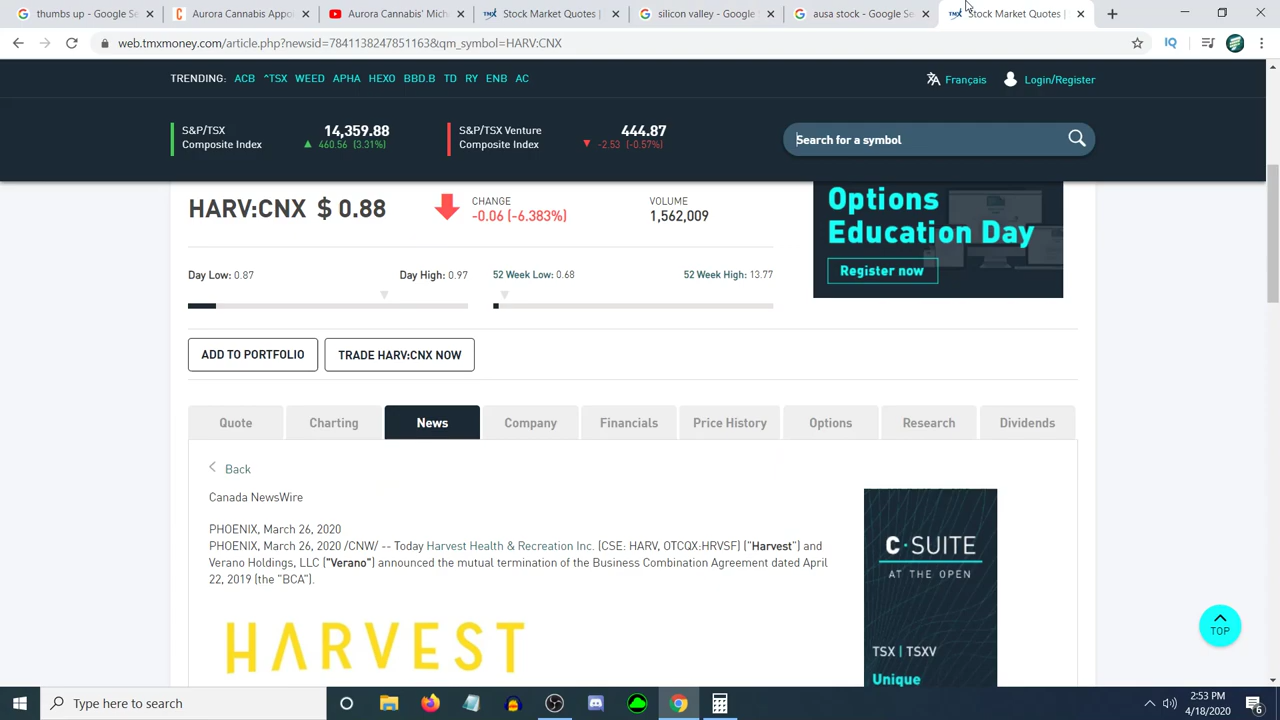 thumbs up - Google Se
Aurora Cannabis Appo
Aurora Cannabis' Mich
TMX Stock Market Quotes |
silicon valley - Google
ausa stock - Google Se
TMX Stock Market Quotes |
web.tmxmoney.com/article.php?newsid=7841138247851163&qm_symbol=HARV:CNX
IQ
TRENDING: ACB ^TSX WEED APHA HEXO BBD.B TD RY ENB AC
Français
Login/Register
S&P/TSX Composite Index
14,359.88
460.56 (3.31%)
S&P/TSX Venture Composite Index
444.87
-2.53 (-0.57%)
Search for a symbol
HARV:CNX $ 0.88
CHANGE
-0.06 (-6.383%)
VOLUME
1,562,009
Day Low: 0.87
Day High: 0.97
52 Week Low: 0.68
52 Week High: 13.77
Options
Education Day
Register now
ADD TO PORTFOLIO
TRADE HARV:CNX NOW
Quote
Charting
News
Company
Financials
Price History
Options
Research
Dividends
Back
Canada NewsWire
PHOENIX, March 26, 2020
PHOENIX, March 26, 2020 /CNW/ -- Today Harvest Health & Recreation Inc. (CSE: HARV, OTCQX:HRVSF) ("Harvest") and
Verano Holdings, LLC ("Verano") announced the mutual termination of the Business Combination Agreement dated April
22, 2019 (the "BCA").
HARVEST
C·SUITE
AT THE OPEN
TSX | TSXV
Unique
TOP
Type here to search
2:53 PM
4/18/2020
6